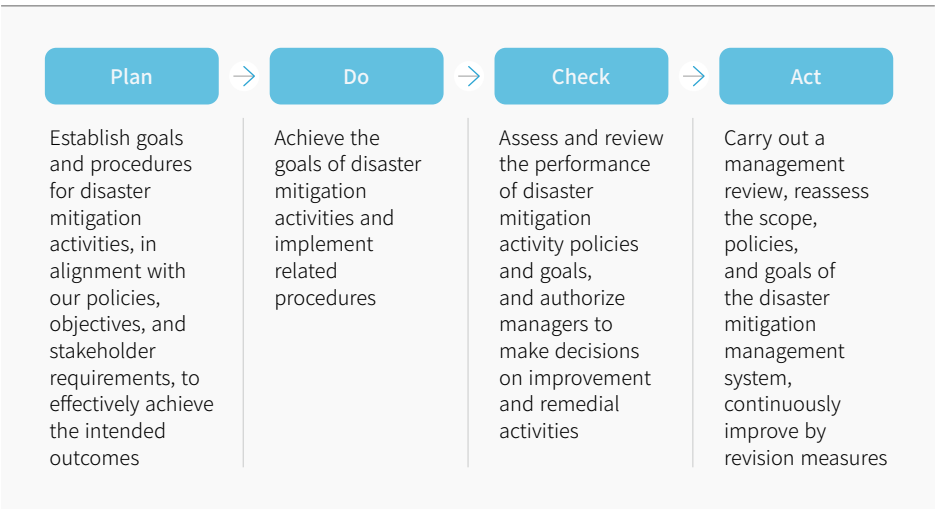 Plan
Do
Check
Act
Establish goals
and procedures
for disaster
mitigation
activities, in
alignment with
our policies,
objectives, and
stakeholder
requirements, to
effectively achieve
the intended
outcomes
Achieve the
goals of disaster
mitigation
activities and
implement
related
procedures
Assess and review
the performance
of disaster
mitigation
activity policies
and goals,
and authorize
managers to
make decisions
on improvement
and remedial
activities
Carry out a
management
review, reassess
the scope,
policies,
and goals of
the disaster
mitigation
management
system,
continuously
improve by
revision measures